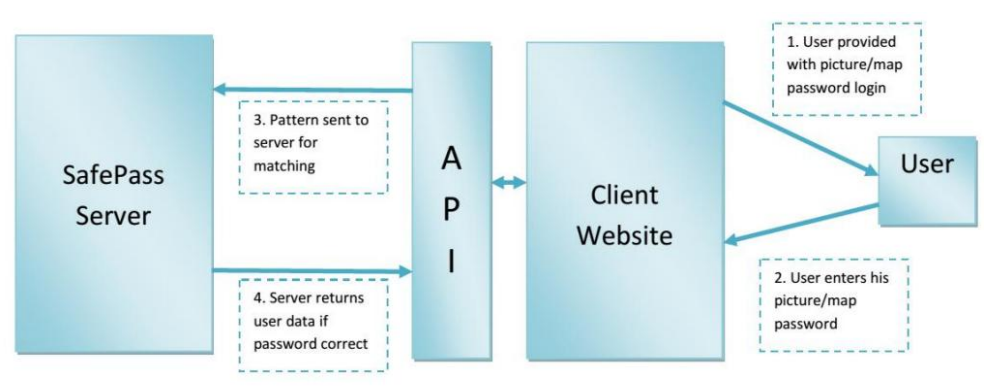 SafePass
Server
3. Pattern sent to
server for
matching
4. Server returns
user data if
password correct
A
P
I
Client
Website
1. User provided
with picture/map
password login
User
2. User enters his
picture/map
password